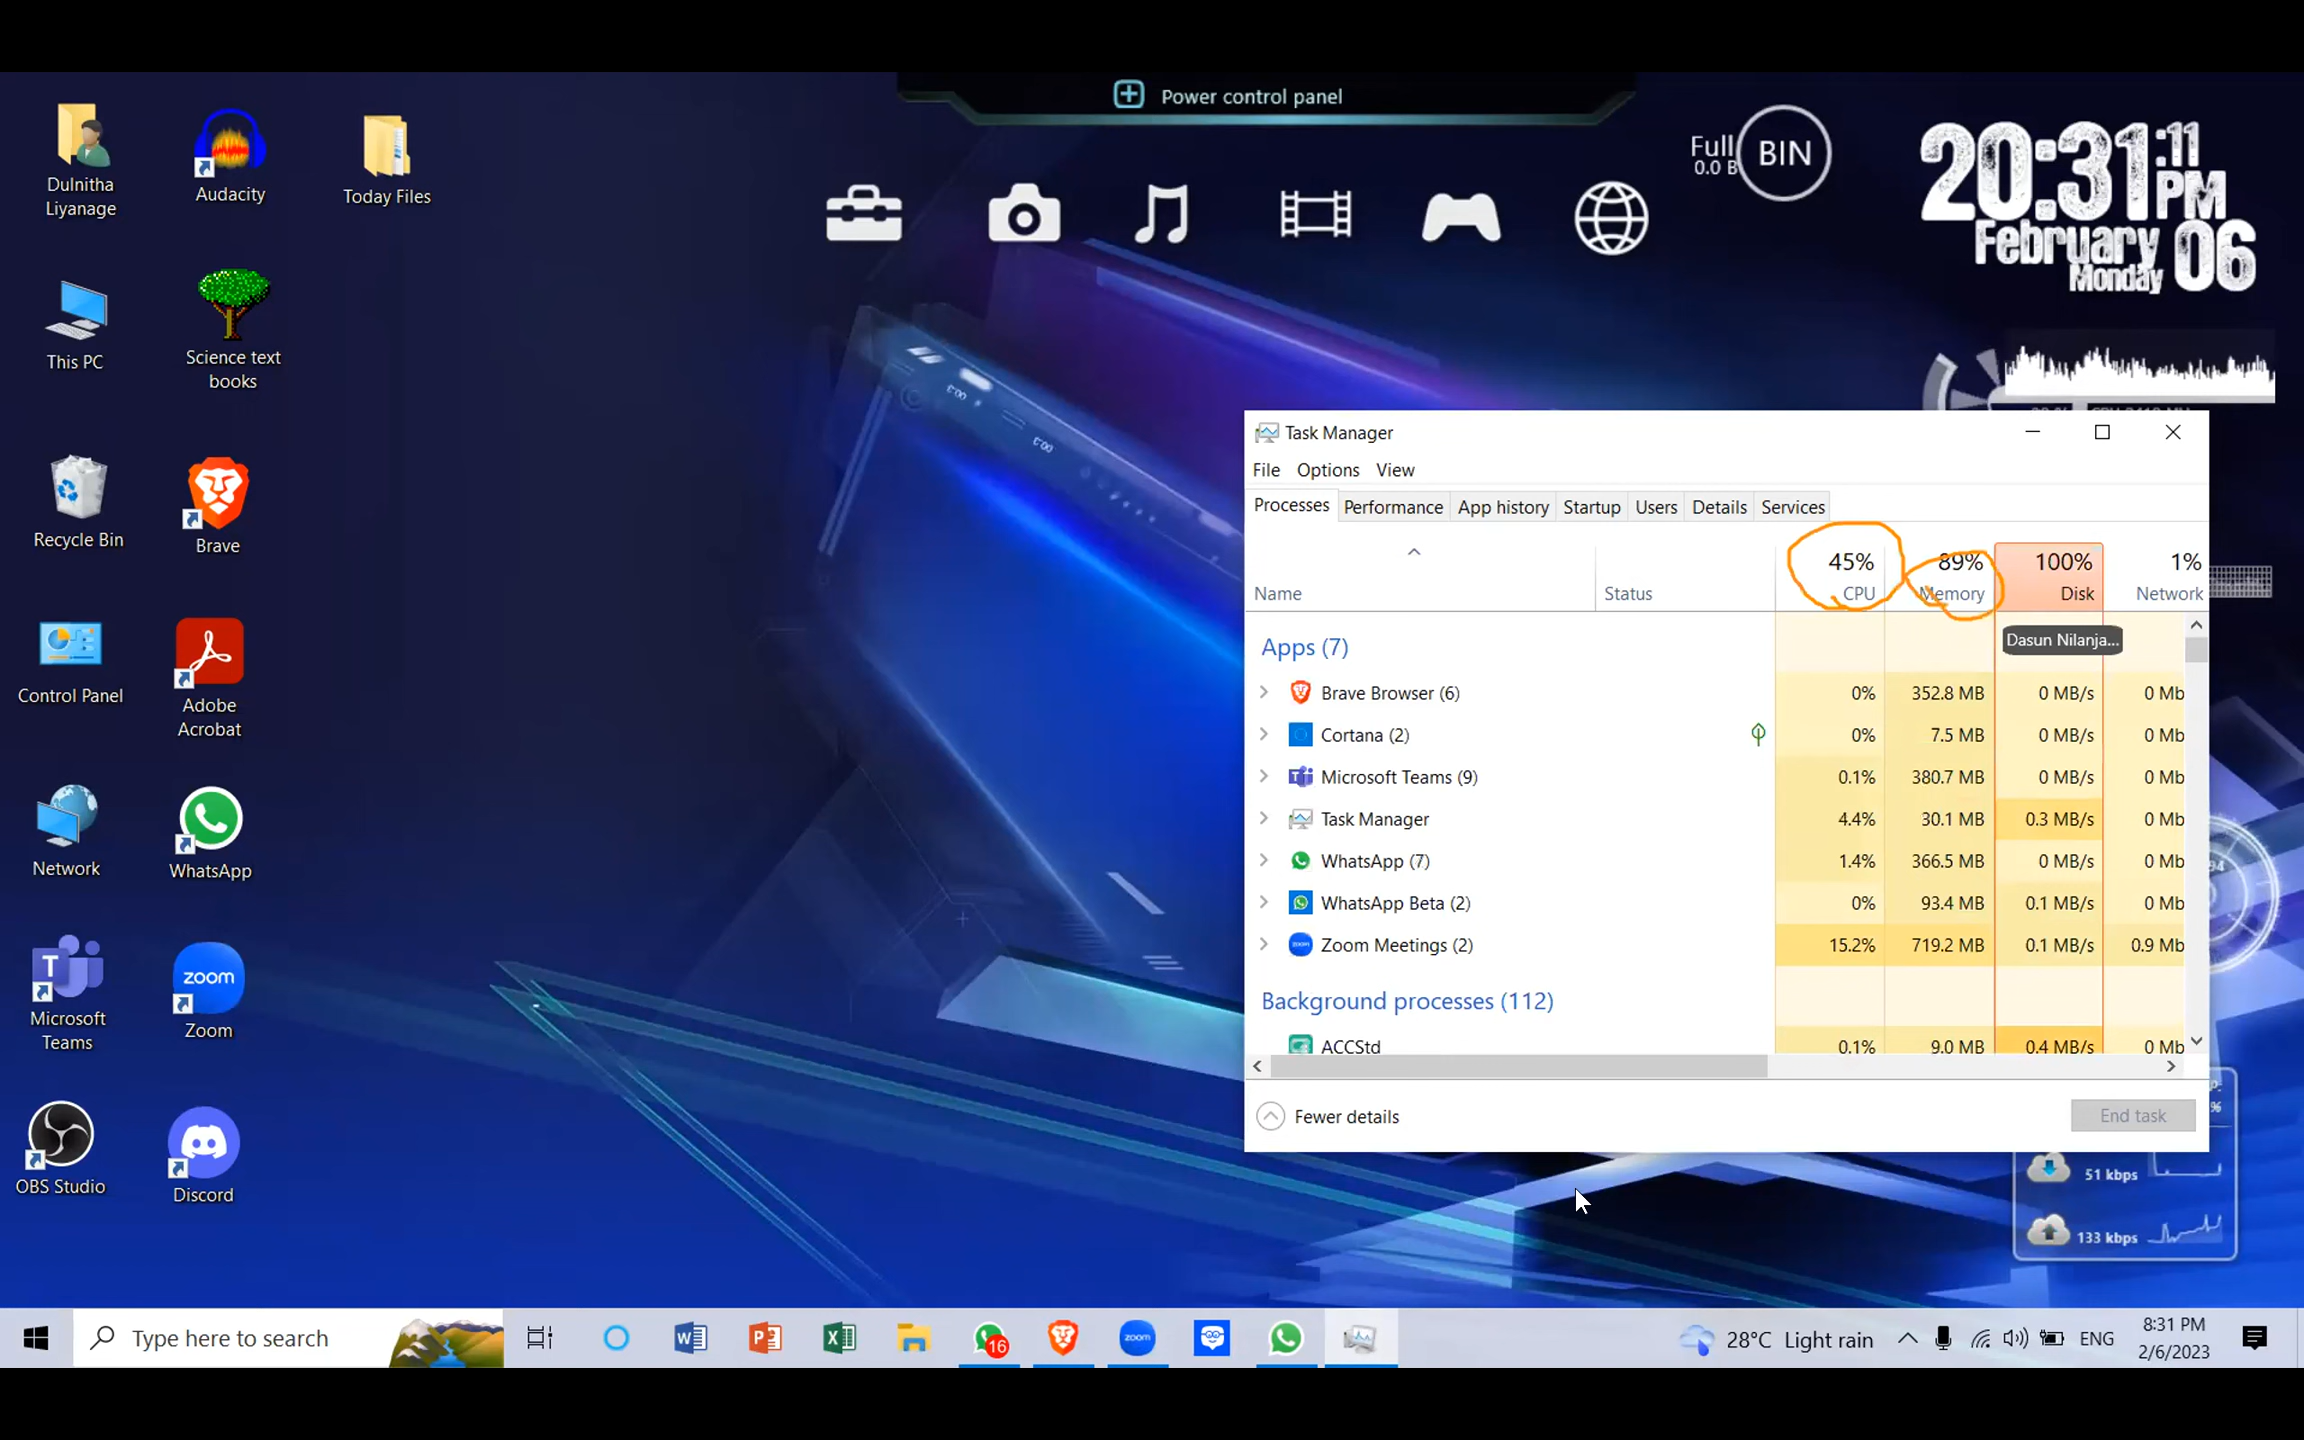 Power control panel
Full
0.0 B
BIN
20:31:11
PM
February 06
Monday
Dulnitha
Liyanage
Audacity
Today Files
This PC
Science text
books
Recycle Bin
Brave
Control Panel
Adobe
Acrobat
Network
WhatsApp
Microsoft
Teams
zoom
Zoom
OBS Studio
Discord
Task Manager
File Options View
Processes Performance App history Startup Users Details Services
45% 89% 100% 1%
Name Status CPU Memory Disk Network
Dasun Nilanja...
Apps (7)
Brave Browser (6) 0% 352.8 MB 0 MB/s 0 Mb
Cortana (2) 0% 7.5 MB 0 MB/s 0 Mb
Microsoft Teams (9) 0.1% 380.7 MB 0 MB/s 0 Mb
Task Manager 4.4% 30.1 MB 0.3 MB/s 0 Mb
WhatsApp (7) 1.4% 366.5 MB 0 MB/s 0 Mb
WhatsApp Beta (2) 0% 93.4 MB 0.1 MB/s 0 Mb
Zoom Meetings (2) 15.2% 719.2 MB 0.1 MB/s 0.9 Mb
Background processes (112)
ACCStd 0.1% 9.0 MB 0.4 MB/s 0 Mb
Fewer details
End task
51 kbps
133 kbps
Type here to search
16
zoom
28°C Light rain
ENG
8:31 PM
2/6/2023